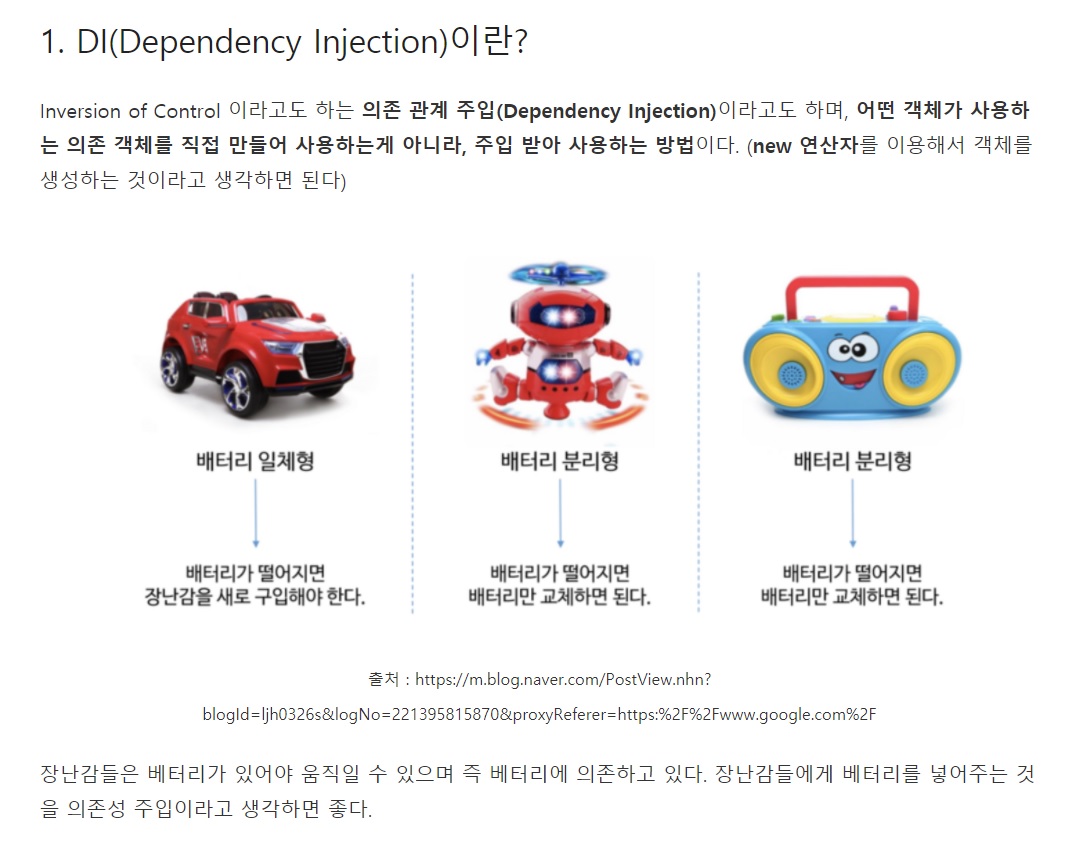 1. DI(Dependency Injection)이란?
Inversion of Control 이라고도 하는 의존 관계 주입(Dependency Injection)이라고도 하며, 어떤 객체가 사용하
는 의존 객체를 직접 만들어 사용하는게 아니라, 주입 받아 사용하는 방법이다. (new 연산자를 이용해서 객체를
생성하는 것이라고 생각하면 된다)
배터리 일체형
배터리가 떨어지면
장난감을 새로 구입해야 한다.
배터리 분리형
배터리가 떨어지면
배터리만 교체하면 된다.
배터리 분리형
배터리가 떨어지면
배터리만 교체하면 된다.
출처 : https://m.blog.naver.com/PostView.nhn?
blogId=ljh0326s&logNo=221395815870&proxyReferer=https:%2F%2Fwww.google.com%2F
장난감들은 베터리가 있어야 움직일 수 있으며 즉 베터리에 의존하고 있다. 장난감들에게 베터리를 넣어주는 것
을 의존성 주입이라고 생각하면 좋다.